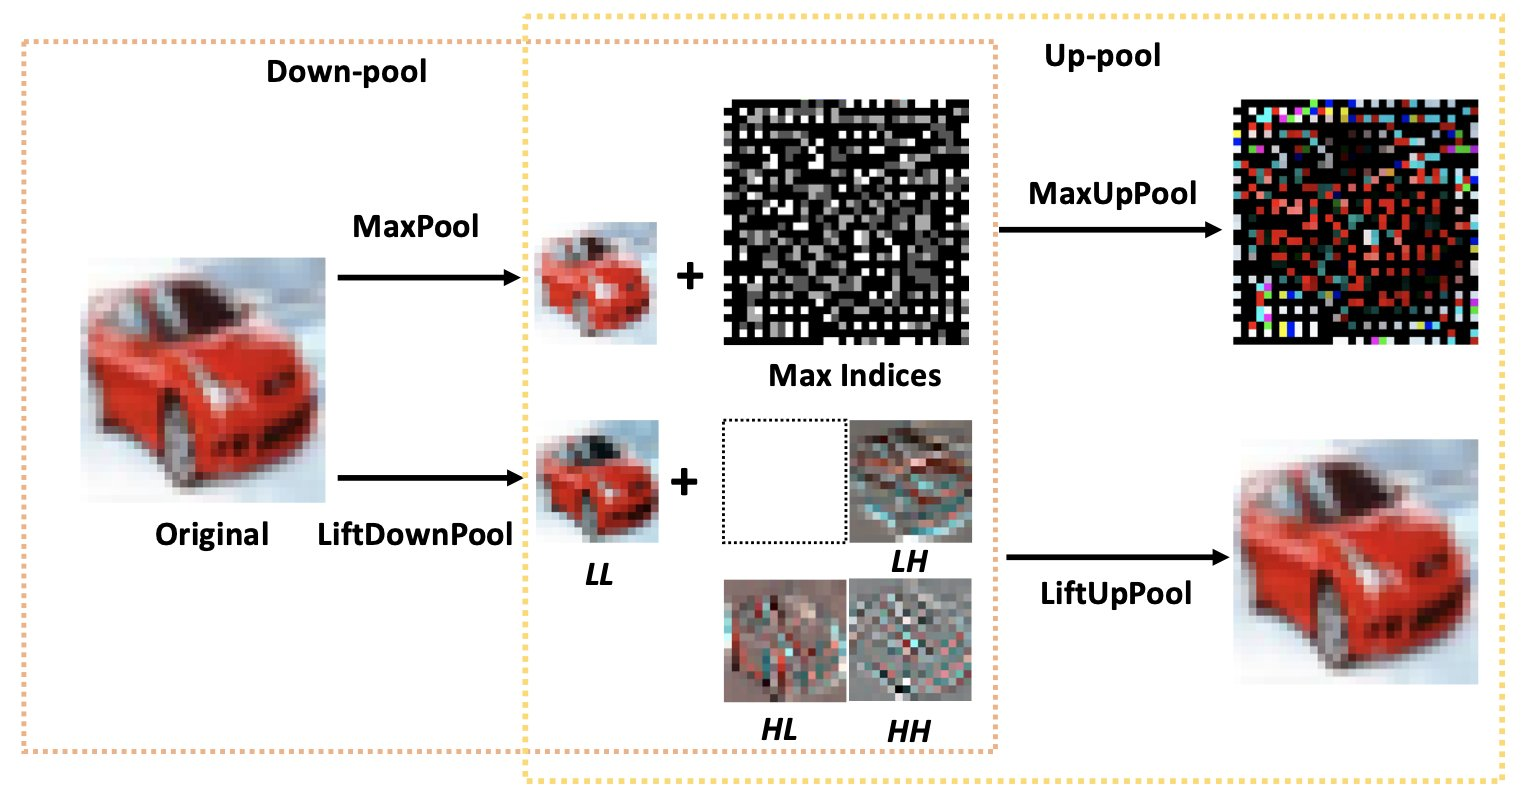 Down-pool
Up-pool
MaxPool
+
MaxUpPool
Max Indices
Original
LiftDownPool
+
LL
LH
LiftUpPool
HL
HH